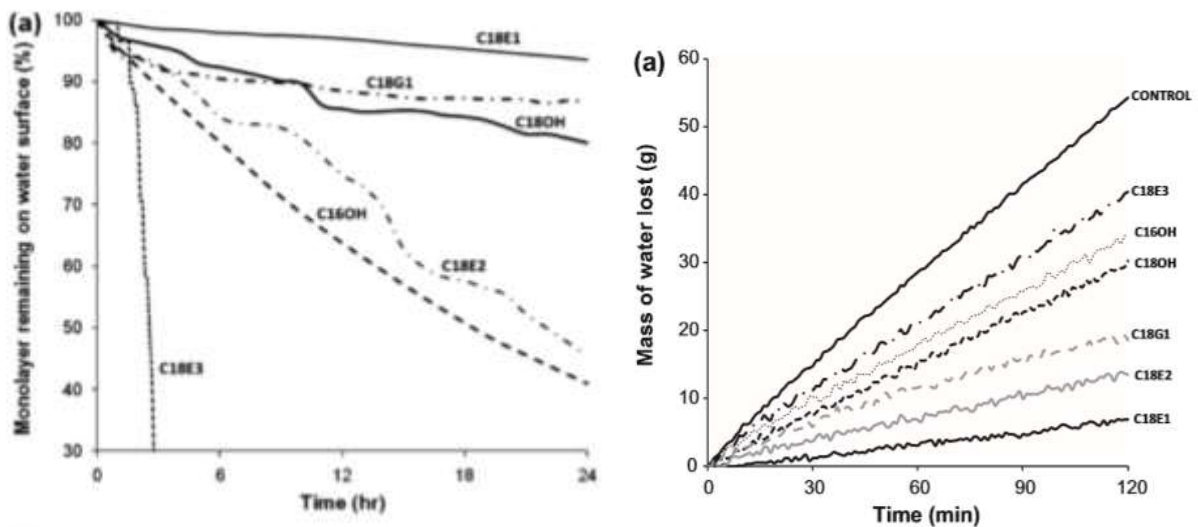 (a)
Monolayer remaining on water surface (%)
100
90
80
70
60
50
40
30
C18E1
C18G1
C18OH
C16OH
C18E2
C18E3
0
6
12
18
24
Time (hr)
(a)
Mass of water lost (g)
60
50
40
30
20
10
0
CONTROL
C18E3
C16OH
C18OH
C18G1
C18E2
C18E1
0
30
60
90
120
Time (min)